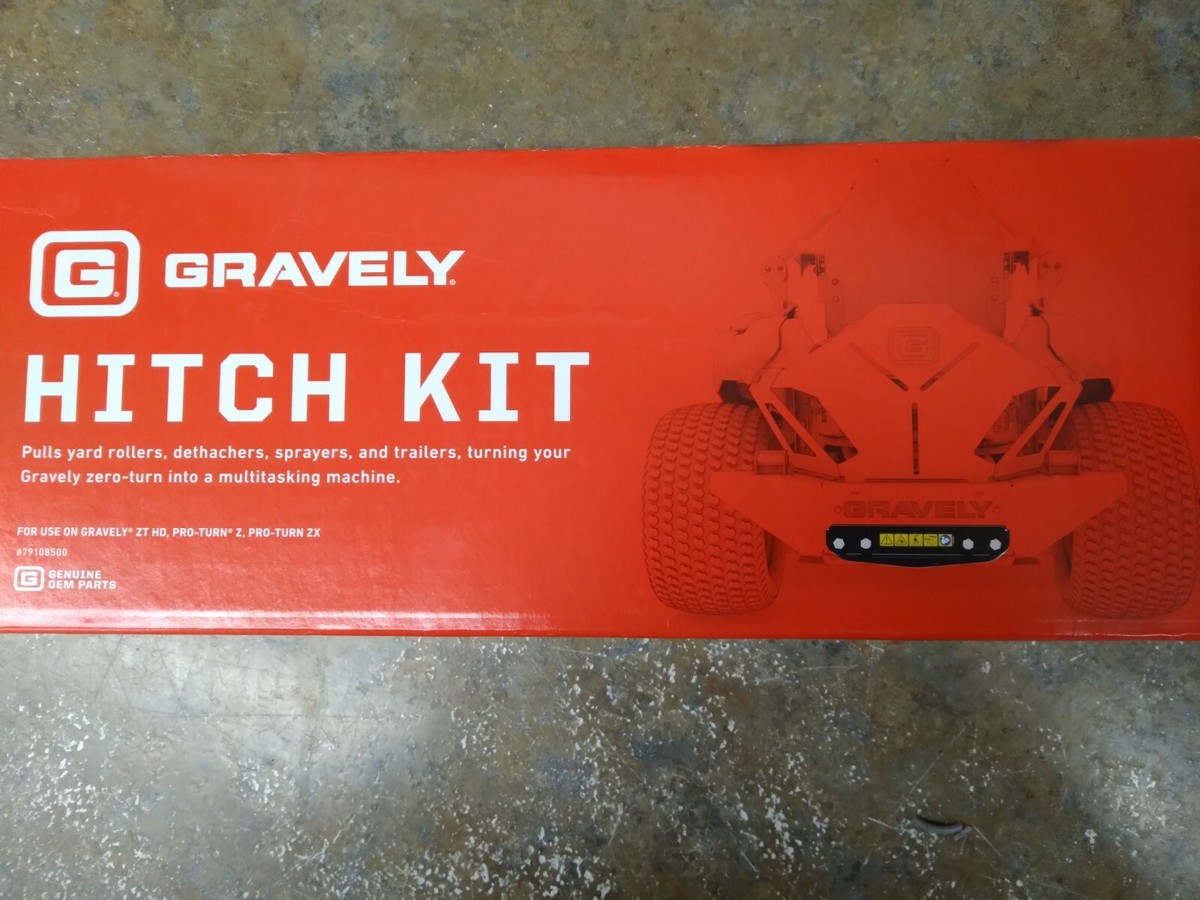 G® GRAVELY®
HITCH KIT
Pulls yard rollers, dethachers, sprayers, and trailers, turning your
Gravely zero-turn into a multitasking machine.
FOR USE ON GRAVELY® ZT HD, PRO-TURN® Z, PRO-TURN ZX
#79108500
G GENUINE
OEM PARTS
G
GRAVELY